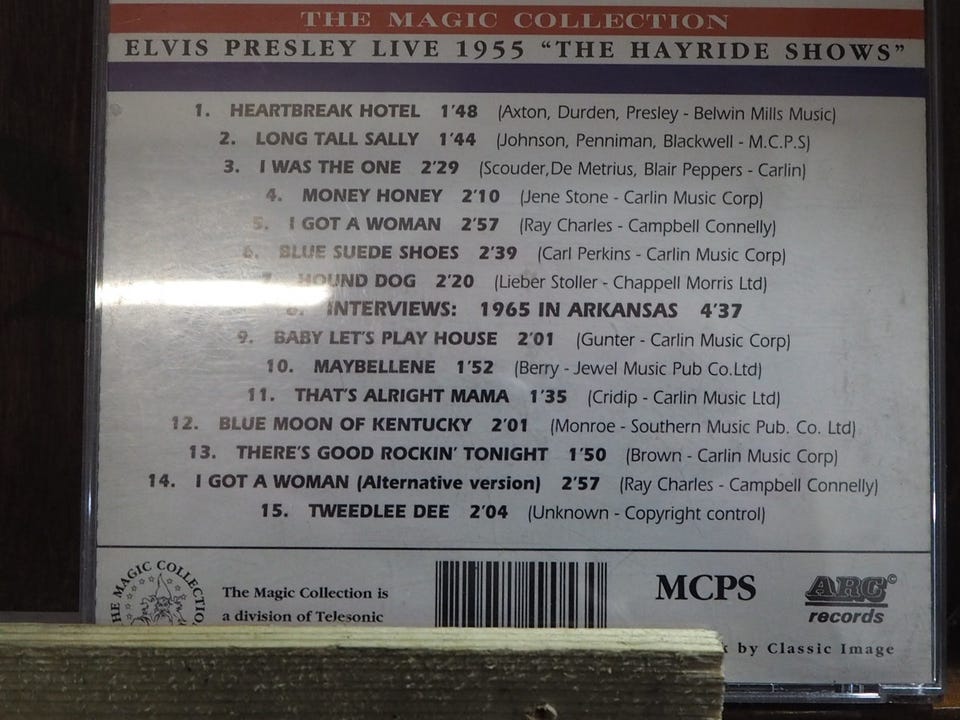 THE MAGIC COLLECTION
ELVIS PRESLEY LIVE 1955 “THE HAYRIDE SHOWS”
1. HEARTBREAK HOTEL 1'48 (Axton, Durden, Presley - Belwin Mills Music)
2. LONG TALL SALLY 1'44 (Johnson, Penniman, Blackwell - M.C.P.S)
3. I WAS THE ONE 2'29 (Scouder,De Metrius, Blair Peppers - Carlin)
4. MONEY HONEY 2'10 (Jene Stone - Carlin Music Corp)
5. I GOT A WOMAN 2'57 (Ray Charles - Campbell Connelly)
6. BLUE SUEDE SHOES 2'39 (Carl Perkins - Carlin Music Corp)
7. HOUND DOG 2'20 (Lieber Stoller - Chappell Morris Ltd)
8. INTERVIEWS: 1965 IN ARKANSAS 4'37
9. BABY LET'S PLAY HOUSE 2'01 (Gunter - Carlin Music Corp)
10. MAYBELLENE 1'52 (Berry - Jewel Music Pub Co.Ltd)
11. THAT'S ALRIGHT MAMA 1'35 (Cridip - Carlin Music Ltd)
12. BLUE MOON OF KENTUCKY 2'01 (Monroe - Southern Music Pub. Co. Ltd)
13. THERE'S GOOD ROCKIN' TONIGHT 1'50 (Brown - Carlin Music Corp)
14. I GOT A WOMAN (Alternative version) 2'57 (Ray Charles - Campbell Connelly)
15. TWEEDLEE DEE 2'04 (Unknown - Copyright control)
THE MAGIC COLLECTIO
The Magic Collection is
a division of Telesonic
MCPS
ARC©
records
by Classic Image